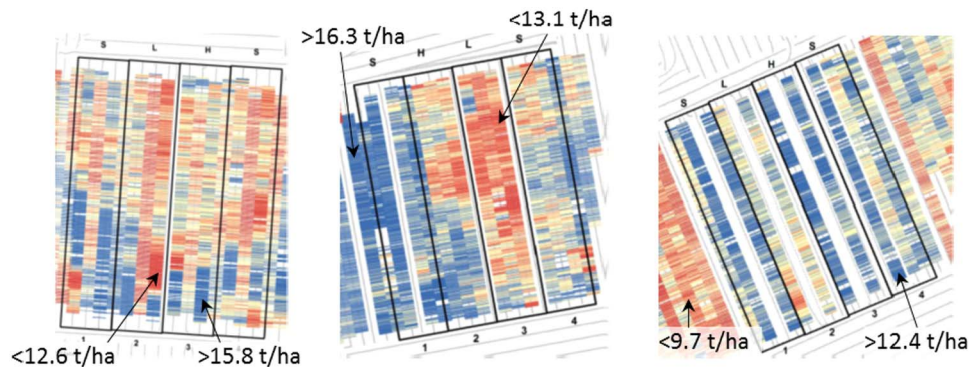 S L H S
<12.6 t/ha
>15.8 t/ha
1 2 3
>16.3 t/ha
<13.1 t/ha
S H L S
1 2 3 4
S L H S
<9.7 t/ha
>12.4 t/ha
1 2 3 4